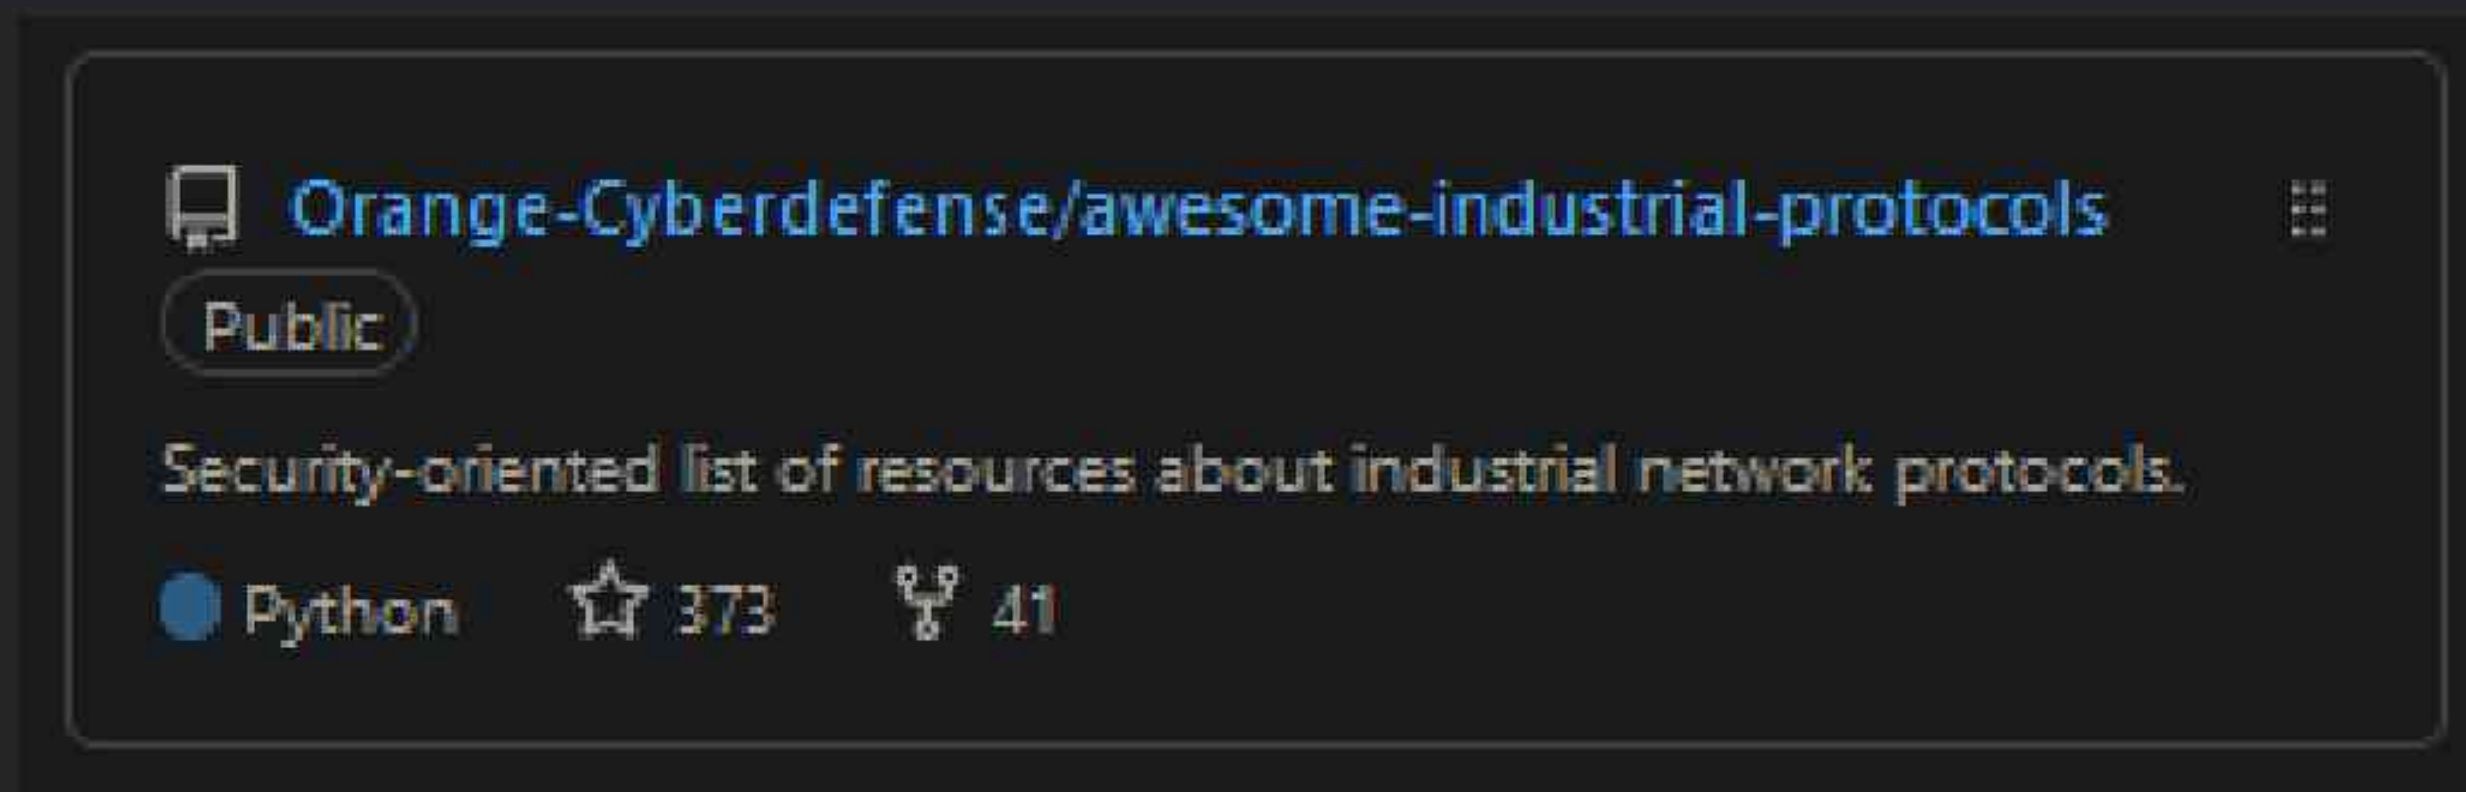 Orange-Cyberdefense/awesome-industrial-protocols
Public
Security-oriented list of resources about industrial network protocols.
Python 373 41